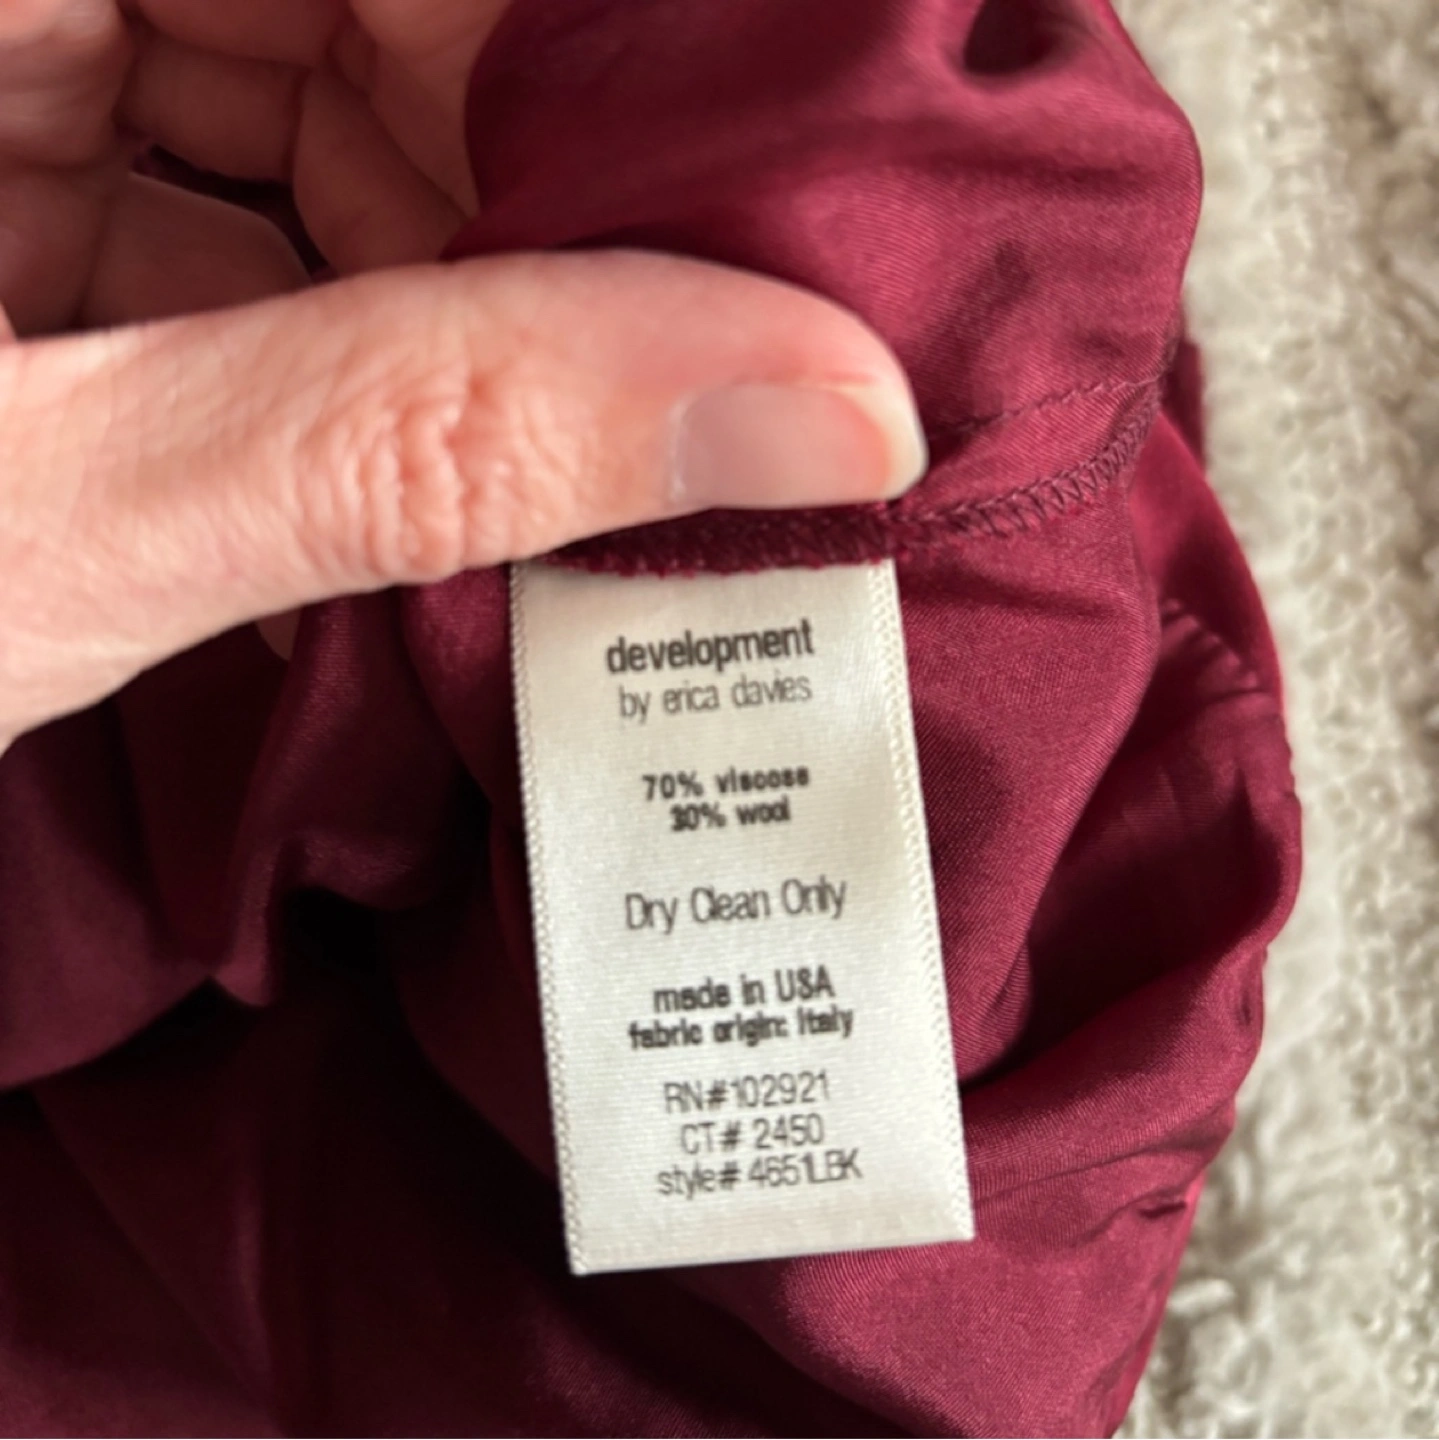 development
by erica davies
70% viscose
30% wool
Dry Clean Only
made in USA
fabric origin: Italy
RN#102921
CT# 2450
style# 4651LBK